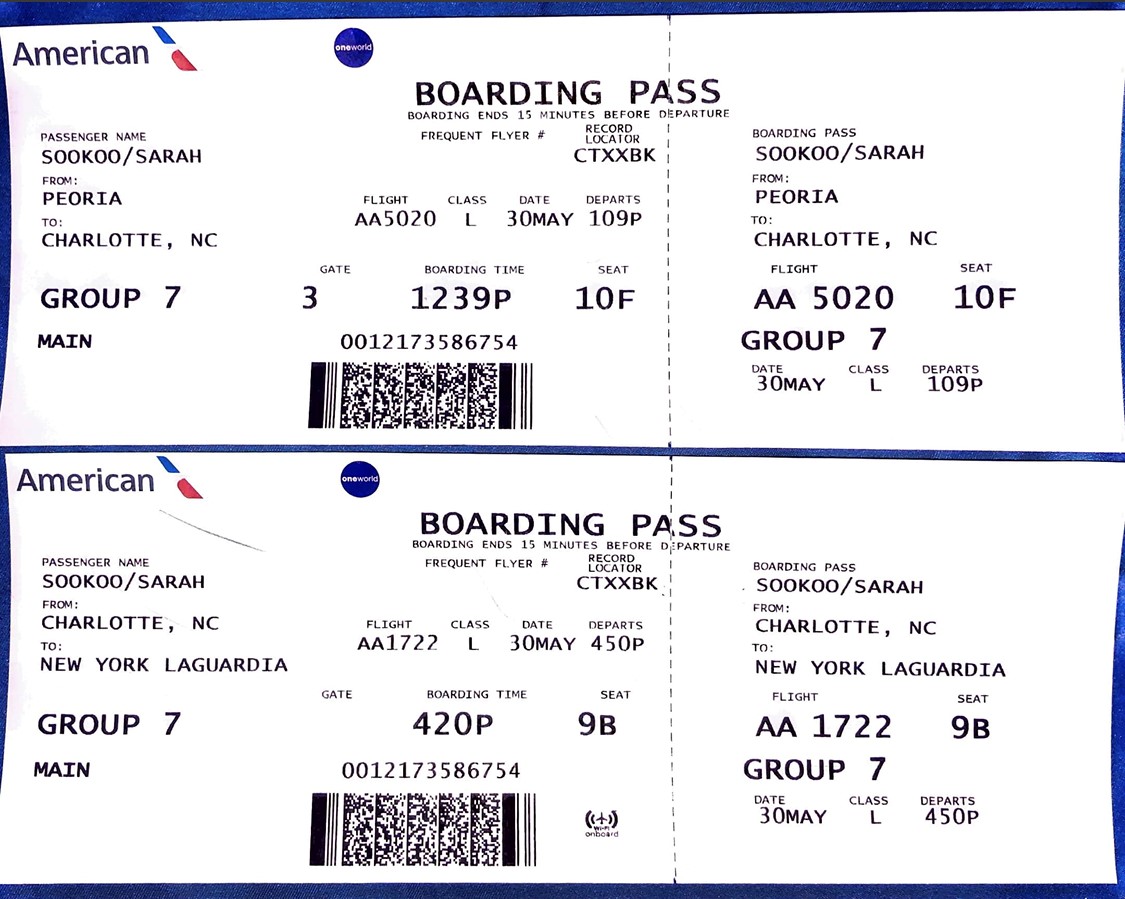 American
oneworld
BOARDING PASS
BOARDING ENDS 15 MINUTES BEFORE DEPARTURE
PASSENGER NAME
SOOKOO/SARAH
FREQUENT FLYER #
RECORD
LOCATOR
CTXXBK
FROM:
PEORIA
TO:
CHARLOTTE, NC
FLIGHT CLASS DATE DEPARTS
AA5020 L 30MAY 109P
GATE BOARDING TIME SEAT
GROUP 7 3 1239P 10F
MAIN
0012173586754
BOARDING PASS
SOOKOO/SARAH
FROM:
PEORIA
TO:
CHARLOTTE, NC
FLIGHT SEAT
AA 5020 10F
GROUP 7
DATE CLASS DEPARTS
30MAY L 109P
American
oneworld
BOARDING PASS
BOARDING ENDS 15 MINUTES BEFORE DEPARTURE
PASSENGER NAME
SOOKOO/SARAH
FREQUENT FLYER #
RECORD
LOCATOR
CTXXBK
FROM:
CHARLOTTE, NC
TO:
NEW YORK LAGUARDIA
FLIGHT CLASS DATE DEPARTS
AA1722 L 30MAY 450P
GATE BOARDING TIME SEAT
GROUP 7 420P 9B
MAIN
0012173586754
Wi-Fi
onboard
BOARDING PASS
SOOKOO/SARAH
FROM:
CHARLOTTE, NC
TO:
NEW YORK LAGUARDIA
FLIGHT SEAT
AA 1722 9B
GROUP 7
DATE CLASS DEPARTS
30MAY L 450P